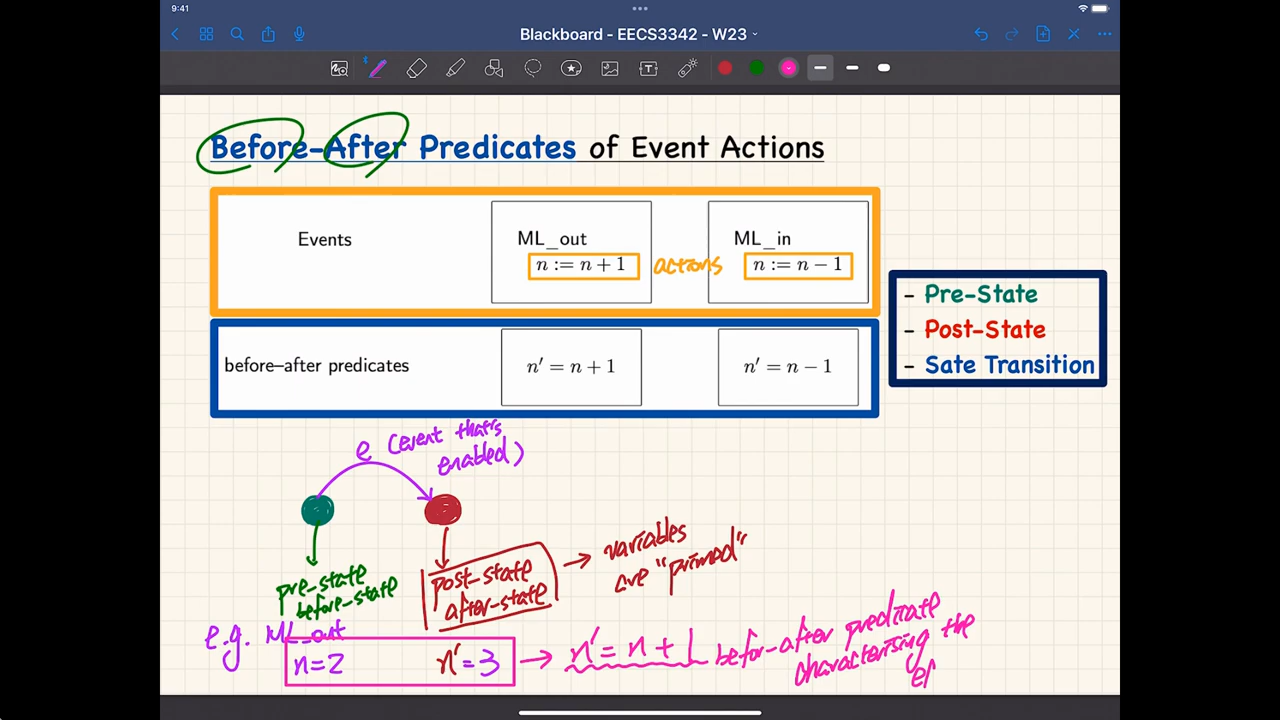 9:41
Blackboard - EECS3342 - W23
Before-After Predicates of Event Actions
Events
ML_out
n := n + 1
actions
ML_in
n := n − 1
before–after predicates
n′ = n + 1
n′ = n − 1
- Pre-State
- Post-State
- Sate Transition
e (event that's
enabled)
pre-state
before-state
post-state
after-state
variables
are "primed"
e.g. ML_out
n=2
n'=3
n'= n + 1
befor-after predicate
characterising the